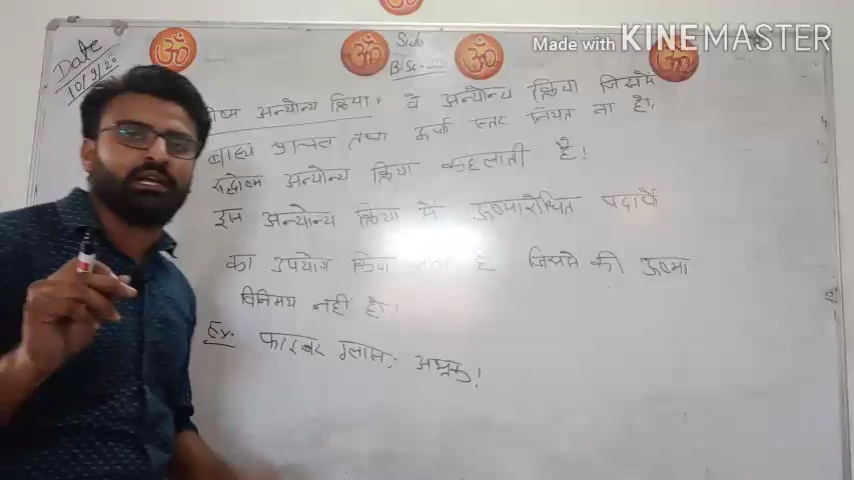 Made with KINEMASTER
Date
10/9/20
Sub
B.Sc-
अन्योन्य क्रिया। वे अन्योन्य क्रिया जिसमे
बाह्य प्राचल तथा ऊर्जा स्तर नियत ना हो,
रूद्धोष्म अन्योन्य क्रिया कहलाती है!
इस अन्योन्य क्रिया मे ऊष्मारोधित पदार्थ
का उपयोग किया जाता है जिससे की ऊष्मा
विनिमय नहीं हो।
Ex. फाइबर ग्लास, अभ्रक!